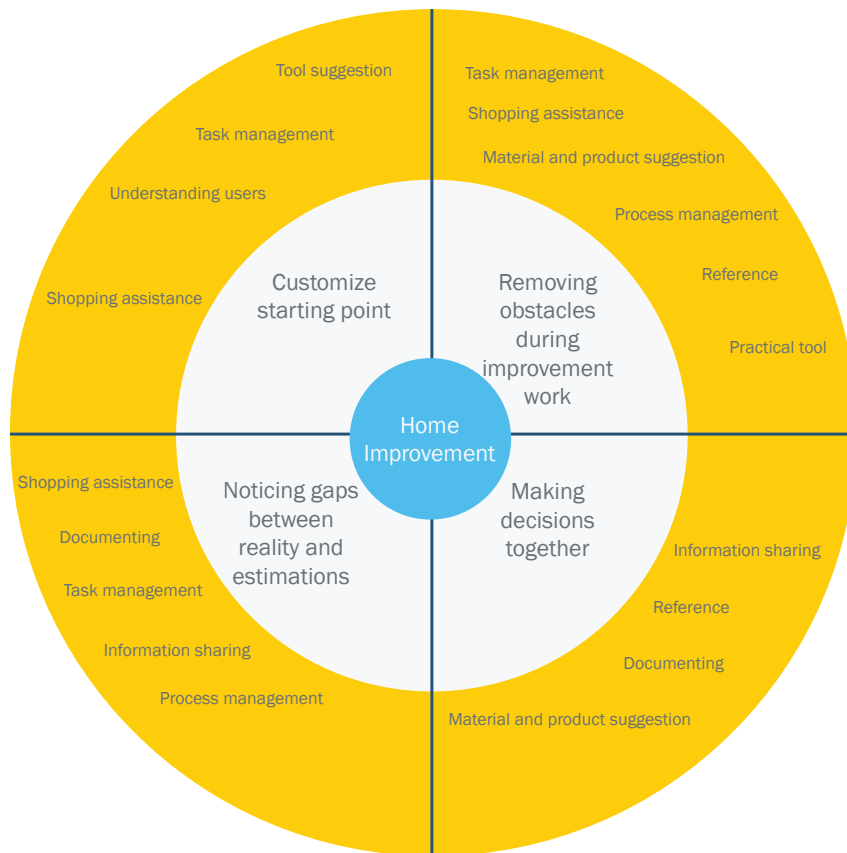 Tool suggestion
Task management
Understanding users
Shopping assistance
Customize
starting point
Task management
Shopping assistance
Material and product suggestion
Process management
Reference
Practical tool
Removing
obstacles
during
improvement
work
Home
Improvement
Noticing gaps
between
reality and
estimations
Shopping assistance
Documenting
Task management
Information sharing
Process management
Making
decisions
together
Information sharing
Reference
Documenting
Material and product suggestion